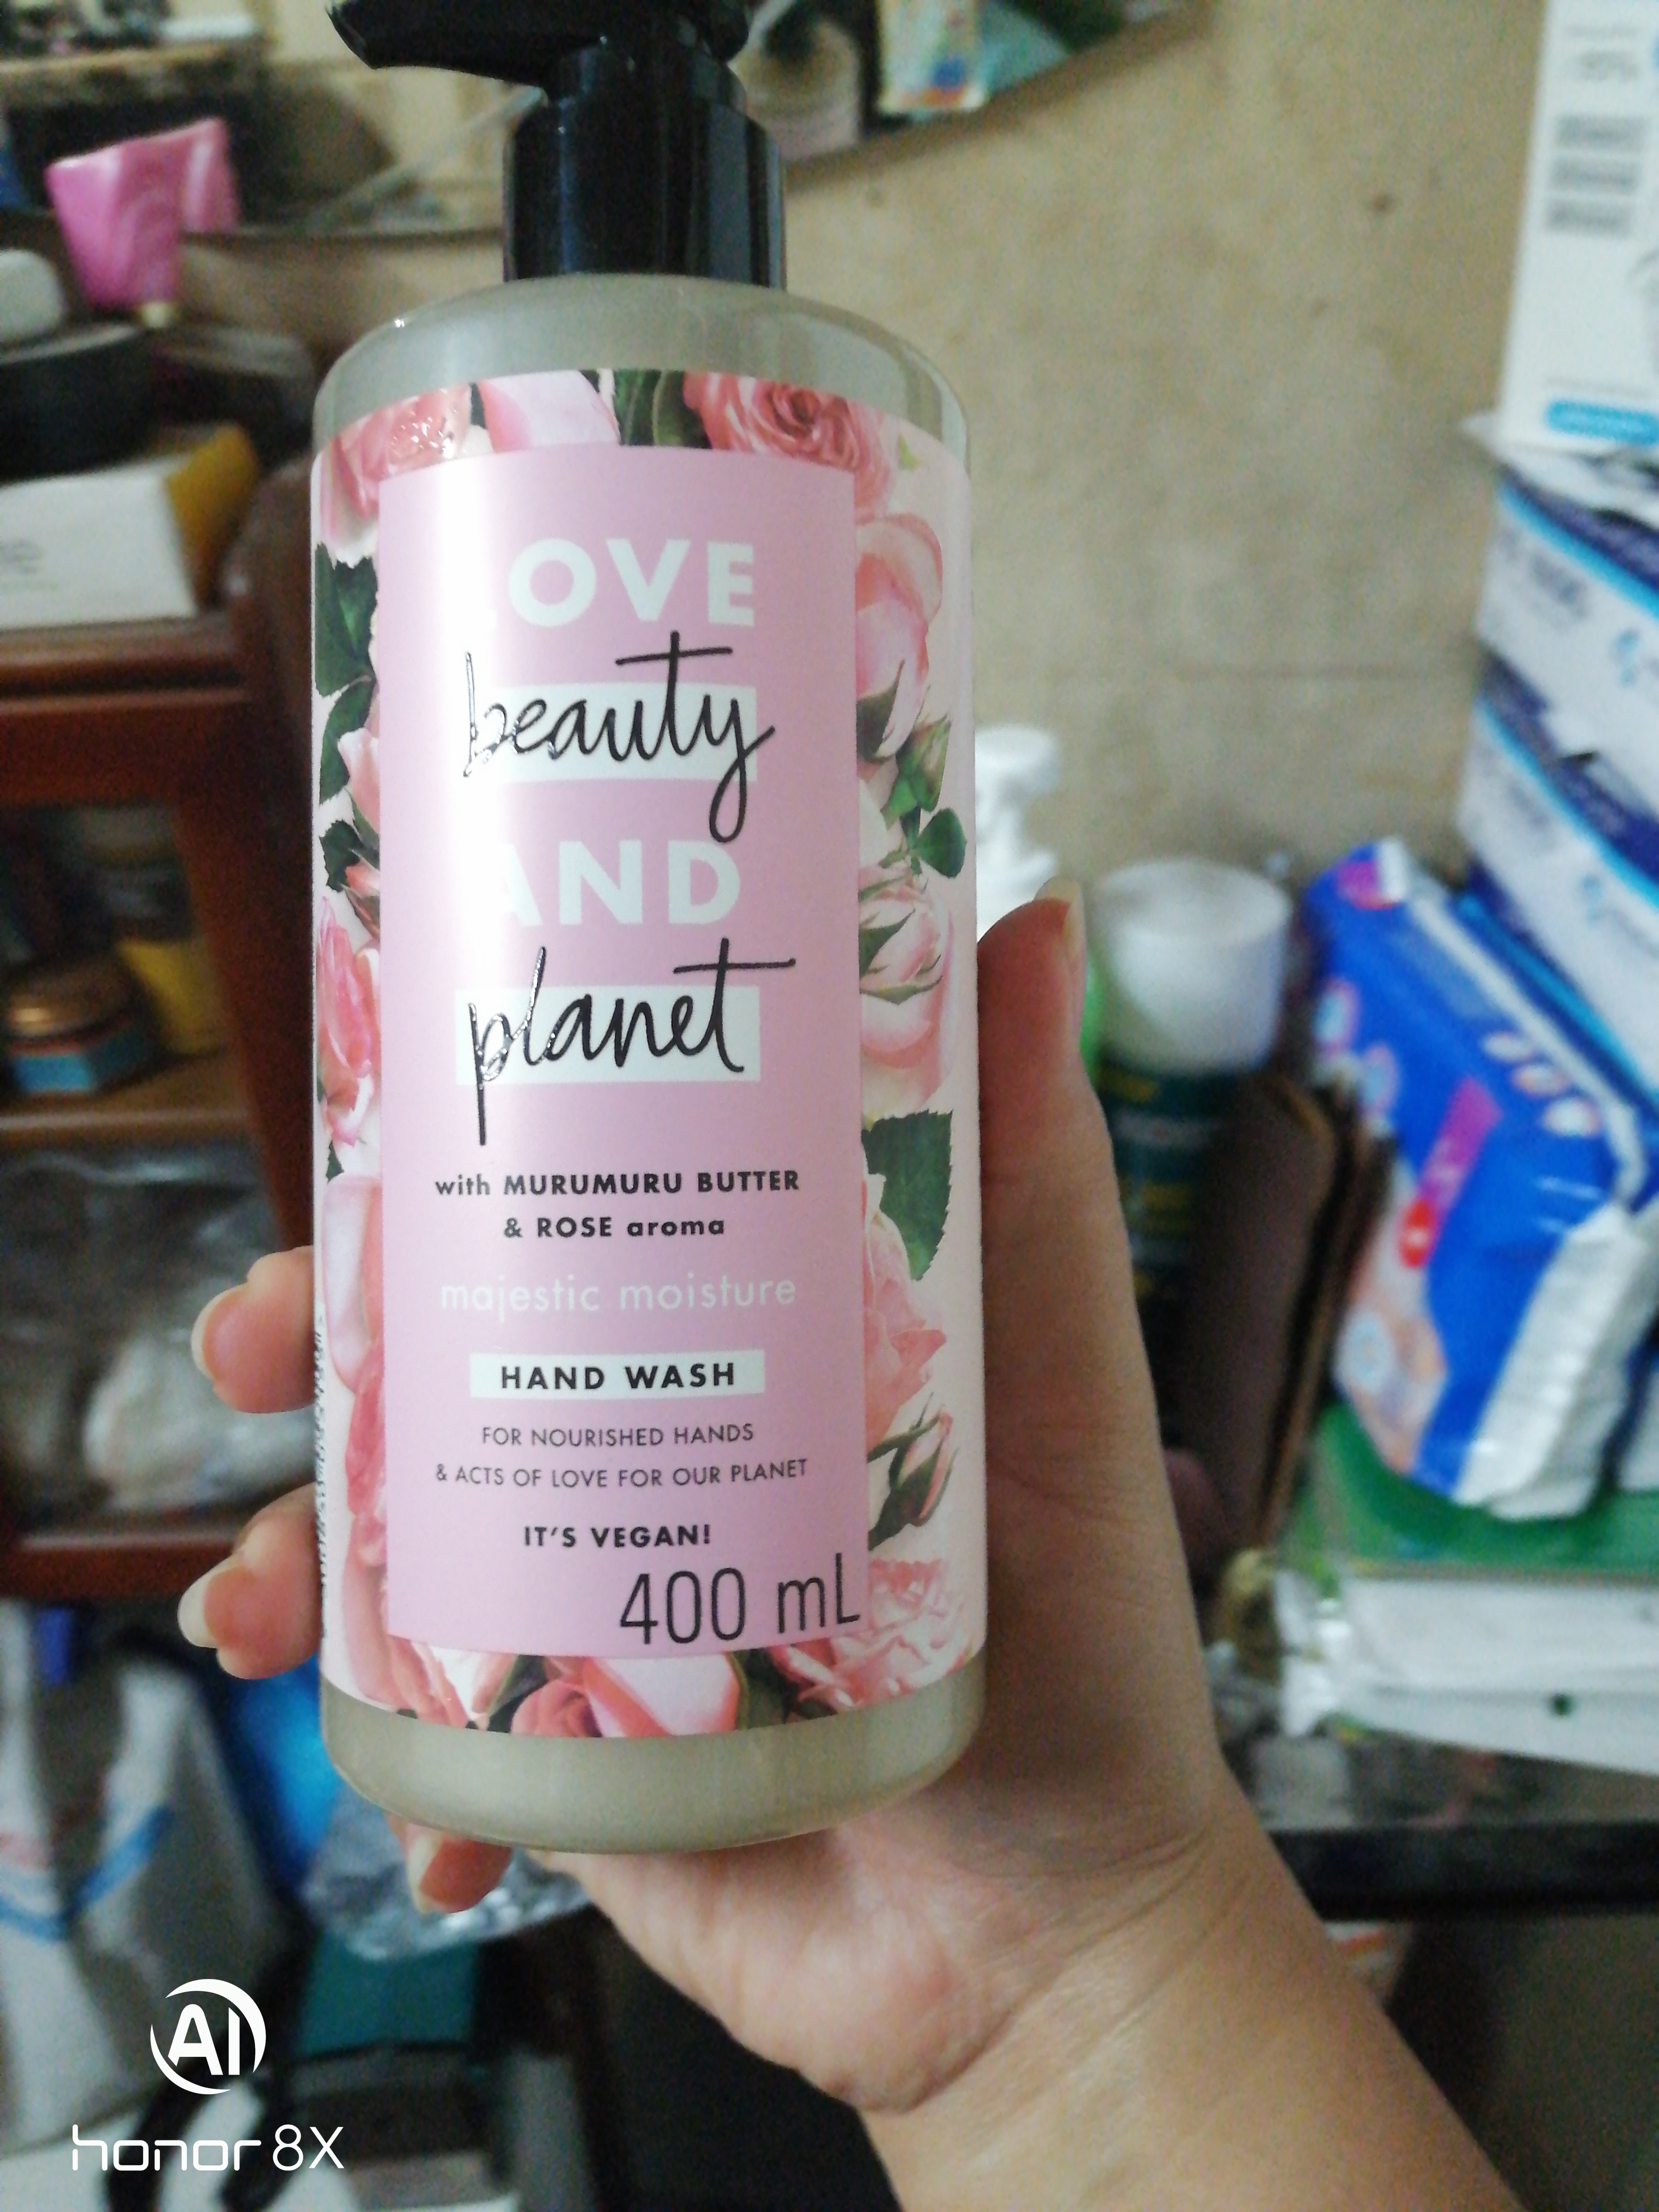 LOVE
beauty
AND
planet
with MURUMURU BUTTER
& ROSE aroma
majestic moisture
HAND WASH
FOR NOURISHED HANDS
& ACTS OF LOVE FOR OUR PLANET
IT'S VEGAN!
400 mL
AI
honor 8X